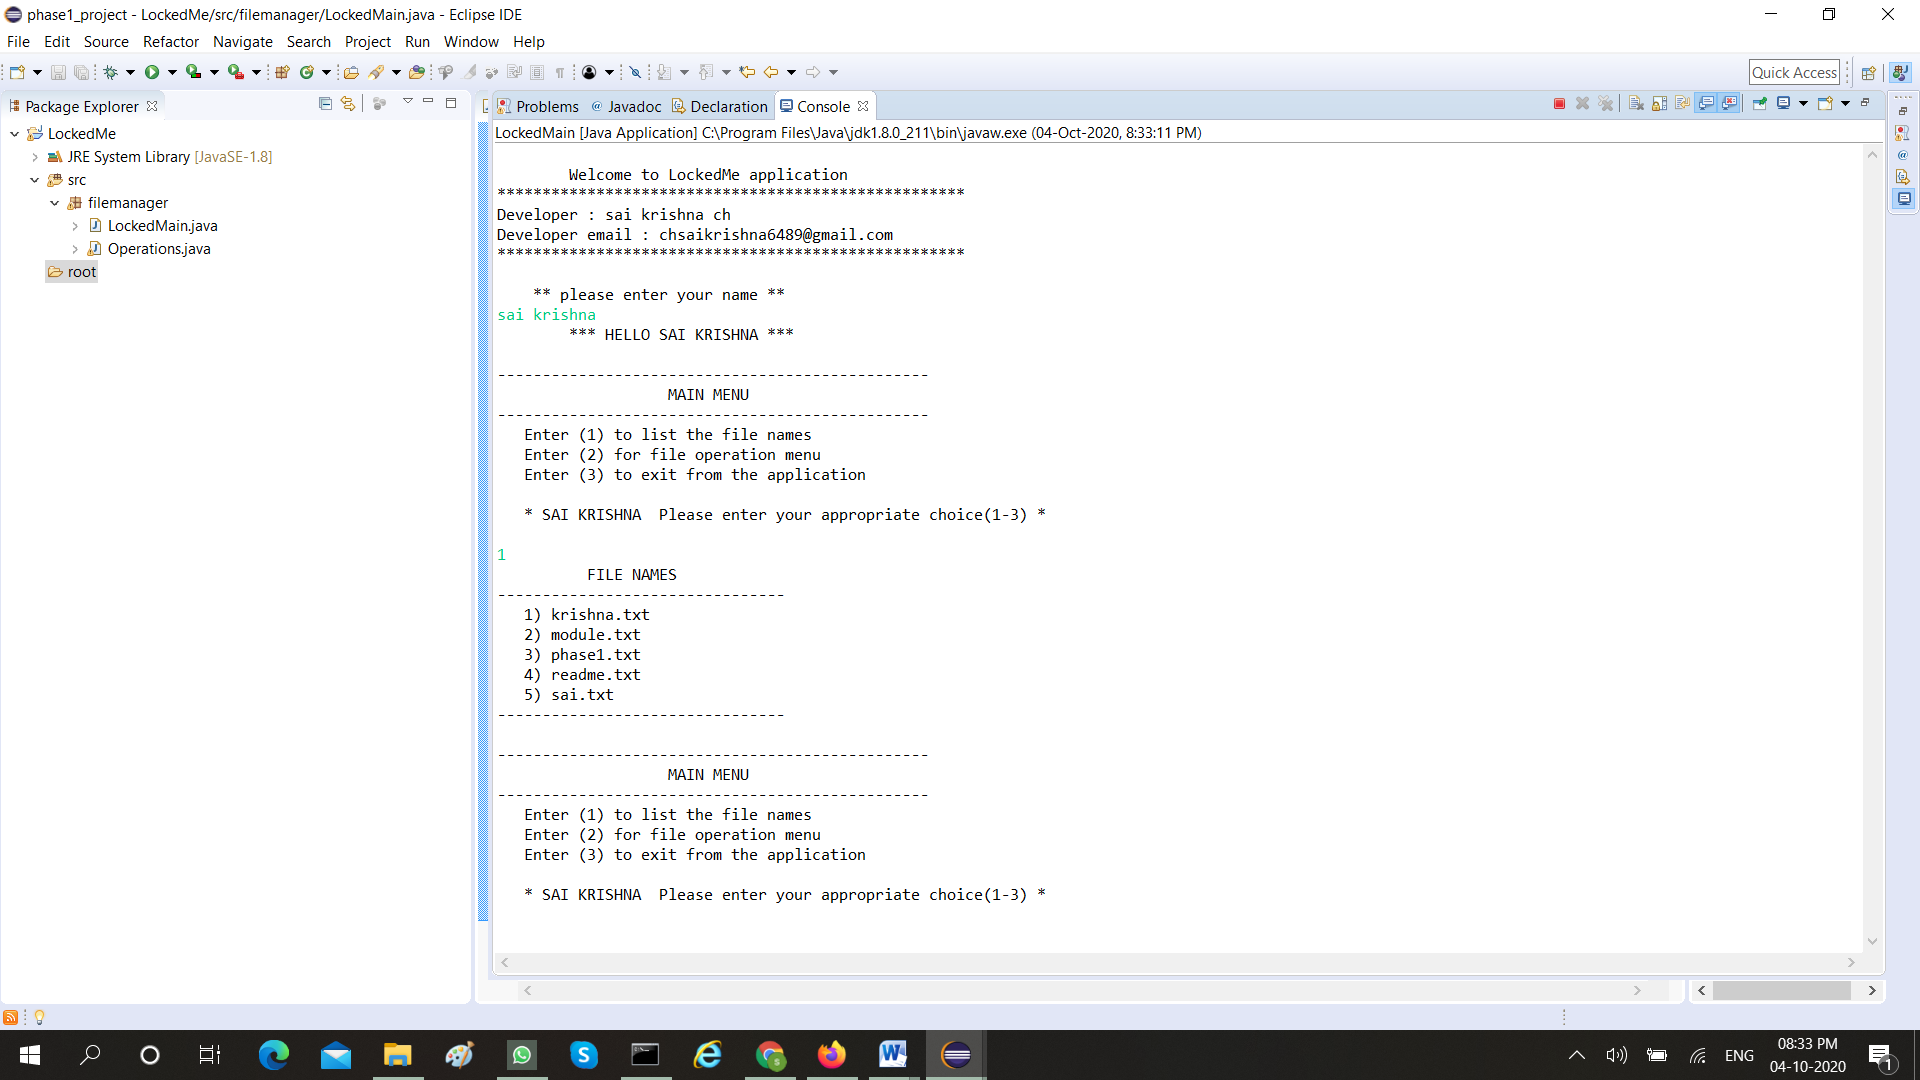 phase1_project - LockedMe/src/filemanager/LockedMain.java - Eclipse IDE
File Edit Source Refactor Navigate Search Project Run Window Help
Quick Access
Package Explorer
LockedMe
JRE System Library [JavaSE-1.8]
src
filemanager
LockedMain.java
Operations.java
root
Problems @ Javadoc Declaration Console
LockedMain [Java Application] C:\Program Files\Java\jdk1.8.0_211\bin\javaw.exe (04-Oct-2020, 8:33:11 PM)
Welcome to LockedMe application
****************************************************
Developer : sai krishna ch
Developer email : chsaikrishna6489@gmail.com
****************************************************
** please enter your name **
sai krishna
*** HELLO SAI KRISHNA ***
------------------------------------------------
MAIN MENU
------------------------------------------------
Enter (1) to list the file names
Enter (2) for file operation menu
Enter (3) to exit from the application
* SAI KRISHNA  Please enter your appropriate choice(1-3) *
1
FILE NAMES
--------------------------------
1) krishna.txt
2) module.txt
3) phase1.txt
4) readme.txt
5) sai.txt
--------------------------------
------------------------------------------------
MAIN MENU
------------------------------------------------
Enter (1) to list the file names
Enter (2) for file operation menu
Enter (3) to exit from the application
* SAI KRISHNA  Please enter your appropriate choice(1-3) *
ENG
08:33 PM
04-10-2020
1